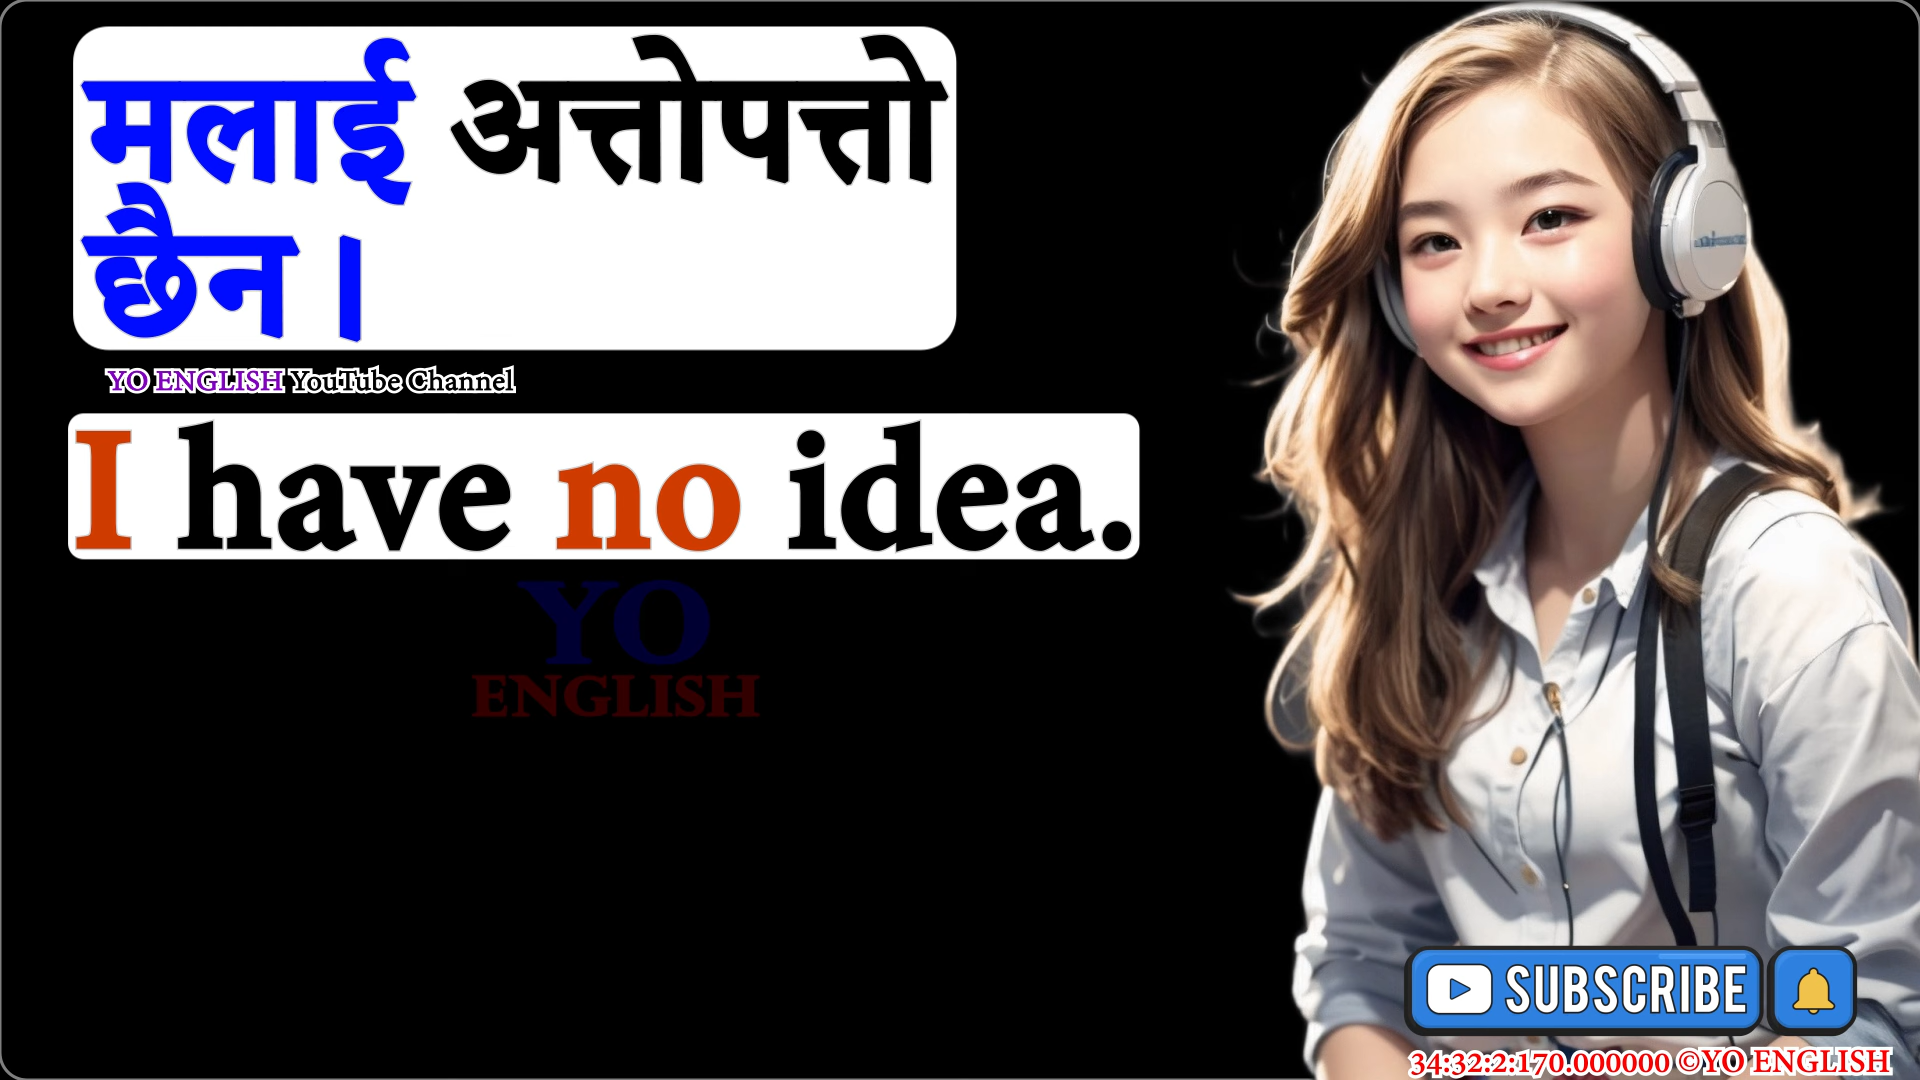 मलाई अत्तोपत्तो
छैन ।
YO ENGLISH YouTube Channel
I have no idea.
YO
ENGLISH
SUBSCRIBE
34:32:2:170.000000 ©YO ENGLISH